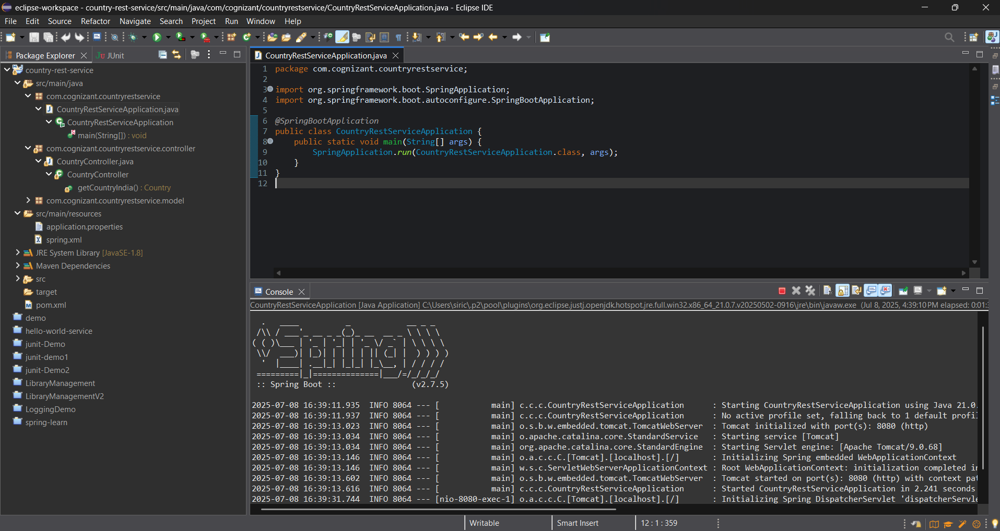 eclipse-workspace - country-rest-service/src/main/java/com/cognizant/countryrestservice/CountryRestServiceApplication.java - Eclipse IDE
File Edit Source Refactor Navigate Search Project Run Window Help
Package Explorer
JUnit
country-rest-service
src/main/java
com.cognizant.countryrestservice
CountryRestServiceApplication.java
CountryRestServiceApplication
main(String[]) : void
com.cognizant.countryrestservice.controller
CountryController.java
CountryController
getCountryIndia() : Country
com.cognizant.countryrestservice.model
src/main/resources
application.properties
spring.xml
JRE System Library [JavaSE-1.8]
Maven Dependencies
src
target
pom.xml
demo
hello-world-service
junit-Demo
junit-demo1
junit-Demo2
LibraryManagement
LibraryManagementV2
LoggingDemo
spring-learn
CountryRestServiceApplication.java
1 package com.cognizant.countryrestservice;
2
3 import org.springframework.boot.SpringApplication;
4 import org.springframework.boot.autoconfigure.SpringBootApplication;
5
6 @SpringBootApplication
7 public class CountryRestServiceApplication {
8 public static void main(String[] args) {
9 SpringApplication.run(CountryRestServiceApplication.class, args);
10 }
11 }
12
Console
CountryRestServiceApplication [Java Application] C:\Users\siric\.p2\pool\plugins\org.eclipse.justj.openjdk.hotspot.jre.full.win32.x86_64_21.0.7.v20250502-0916\jre\bin\javaw.exe (Jul 8, 2025, 4:39:10 PM elapsed: 0:01:
Spring
:: Spring Boot :: (v2.7.5)
2025-07-08 16:39:11.935 INFO 8064 --- [ main] c.c.c.CountryRestServiceApplication : Starting CountryRestServiceApplication using Java 21.0.
2025-07-08 16:39:11.937 INFO 8064 --- [ main] c.c.c.CountryRestServiceApplication : No active profile set, falling back to 1 default profi
2025-07-08 16:39:13.023 INFO 8064 --- [ main] o.s.b.w.embedded.tomcat.TomcatWebServer : Tomcat initialized with port(s): 8080 (http)
2025-07-08 16:39:13.034 INFO 8064 --- [ main] o.apache.catalina.core.StandardService : Starting service [Tomcat]
2025-07-08 16:39:13.034 INFO 8064 --- [ main] org.apache.catalina.core.StandardEngine : Starting Servlet engine: [Apache Tomcat/9.0.68]
2025-07-08 16:39:13.146 INFO 8064 --- [ main] o.a.c.c.C.[Tomcat].[localhost].[/] : Initializing Spring embedded WebApplicationContext
2025-07-08 16:39:13.146 INFO 8064 --- [ main] w.s.c.ServletWebServerApplicationContext : Root WebApplicationContext: initialization completed in
2025-07-08 16:39:13.602 INFO 8064 --- [ main] o.s.b.w.embedded.tomcat.TomcatWebServer : Tomcat started on port(s): 8080 (http) with context pat
2025-07-08 16:39:13.616 INFO 8064 --- [ main] c.c.c.CountryRestServiceApplication : Started CountryRestServiceApplication in 2.241 seconds
2025-07-08 16:39:31.744 INFO 8064 --- [nio-8080-exec-1] o.a.c.c.C.[Tomcat].[localhost].[/] : Initializing Spring DispatcherServlet 'dispatcherServle
Writable
Smart Insert
12 : 1 : 359